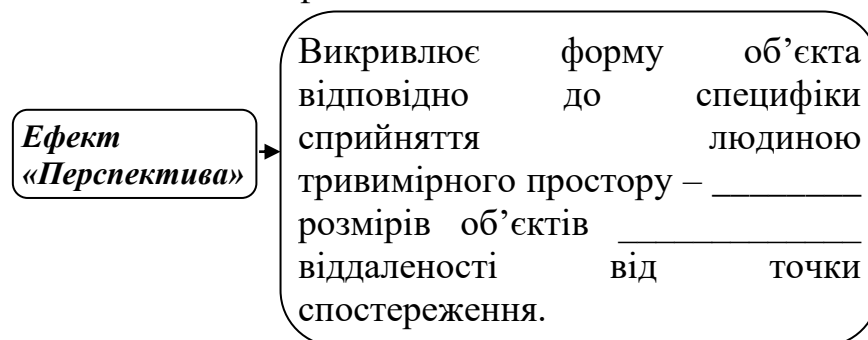 Ефект
«Перспектива»
Викривлює форму об’єкта
відповідно до специфіки
сприйняття людиною
тривимірного простору – ________
розмірів об’єктів _____________
віддаленості від точки
спостереження.